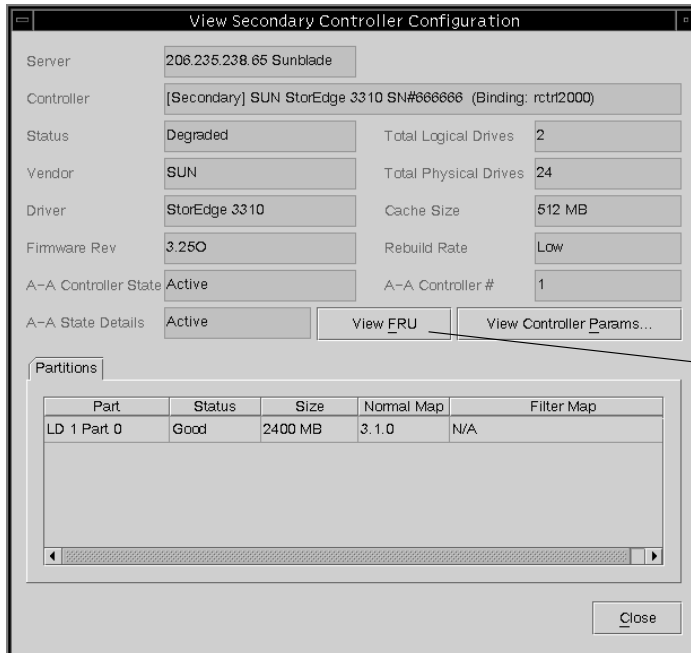 View Secondary Controller Configuration
Server 206.235.238.65 Sunblade
Controller [Secondary] SUN StorEdge 3310 SN#666666 (Binding: rctrl2000)
Status Degraded Total Logical Drives 2
Vendor SUN Total Physical Drives 24
Driver StorEdge 3310 Cache Size 512 MB
Firmware Rev 3.25O Rebuild Rate Low
A-A Controller State Active A-A Controller # 1
A-A State Details Active View FRU View Controller Params...
Partitions
Part Status Size Normal Map Filter Map
LD 1 Part 0 Good 2400 MB 3.1.0 N/A
Close